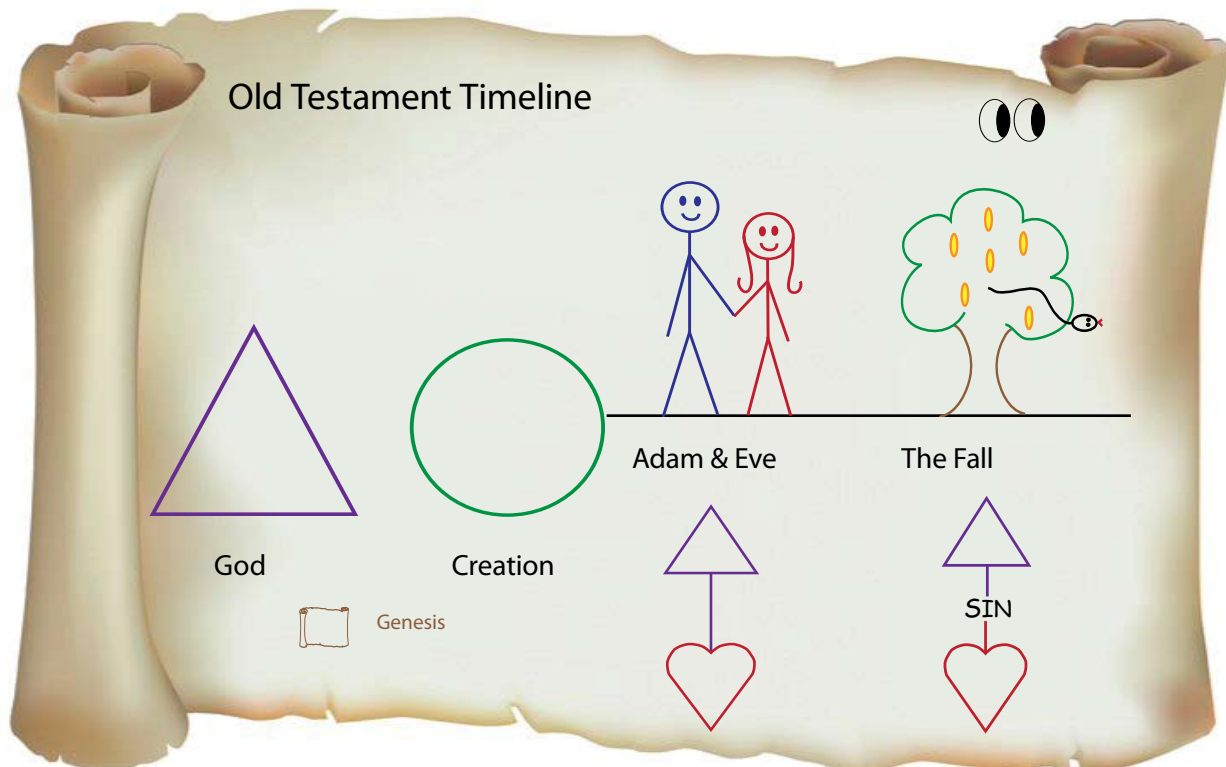 Old Testament Timeline
Adam & Eve
The Fall
God
Creation
SIN
Genesis